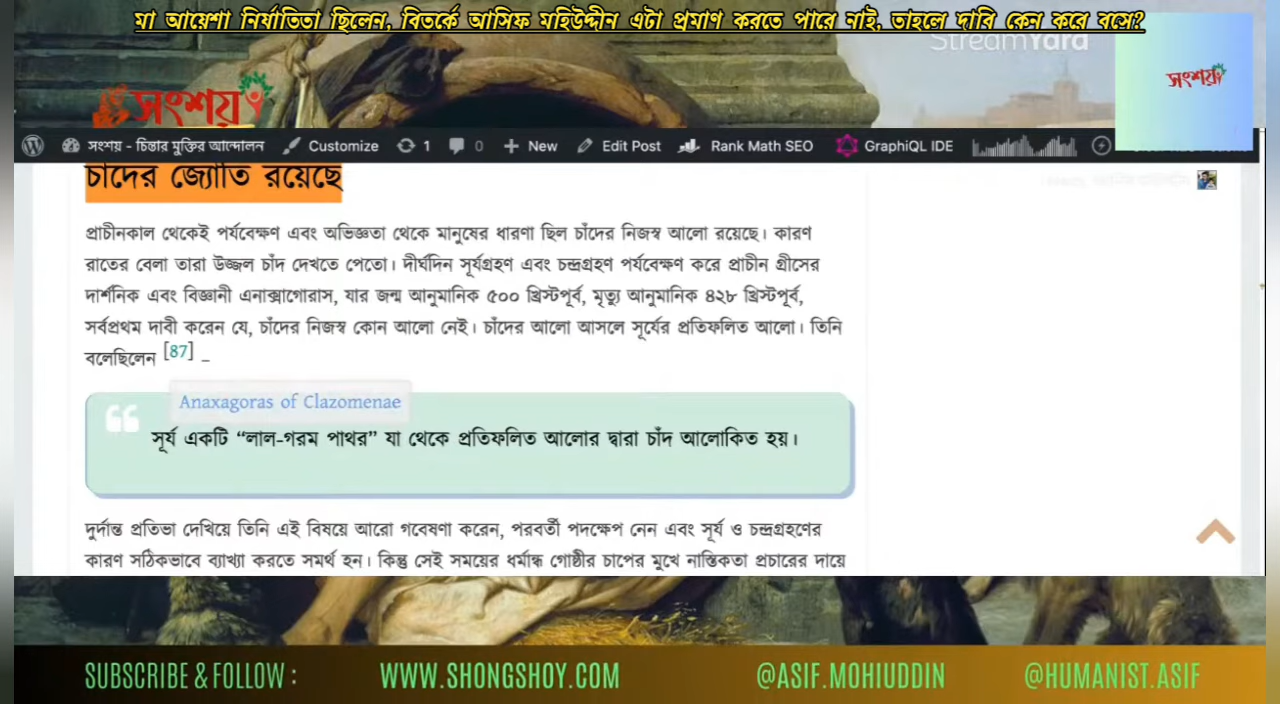 মা আয়েশা নির্যাতিতা ছিলেন, বিতর্কে আসিফ মহিউদ্দীন এটা প্রমাণ করতে পারে নাই, তাহলে দাবি কেন করে বসে?
StreamYard
সংশয়
সংশয়
সংশয় - চিন্তার মুক্তির আন্দোলন Customize 1 0 New Edit Post Rank Math SEO GraphiQL IDE
চাঁদের জ্যোতি রয়েছে
প্রাচীনকাল থেকেই পর্যবেক্ষণ এবং অভিজ্ঞতা থেকে মানুষের ধারণা ছিল চাঁদের নিজস্ব আলো রয়েছে। কারণ
রাতের বেলা তারা উজ্জল চাঁদ দেখতে পেতো। দীর্ঘদিন সূর্যগ্রহণ এবং চন্দ্রগ্রহণ পর্যবেক্ষণ করে প্রাচীন গ্রীসের
দার্শনিক এবং বিজ্ঞানী এনাক্সাগোরাস, যার জন্ম আনুমানিক ৫০০ খ্রিস্টপূর্ব, মৃত্যু আনুমানিক ৪২৮ খ্রিস্টপূর্ব,
সর্বপ্রথম দাবী করেন যে, চাঁদের নিজস্ব কোন আলো নেই। চাঁদের আলো আসলে সূর্যের প্রতিফলিত আলো। তিনি
বলেছিলেন [87] –
Anaxagoras of Clazomenae
সূর্য একটি “লাল-গরম পাথর” যা থেকে প্রতিফলিত আলোর দ্বারা চাঁদ আলোকিত হয়।
দুর্দান্ত প্রতিভা দেখিয়ে তিনি এই বিষয়ে আরো গবেষণা করেন, পরবর্তী পদক্ষেপ নেন এবং সূর্য ও চন্দ্রগ্রহণের
কারণ সঠিকভাবে ব্যাখ্যা করতে সমর্থ হন। কিন্তু সেই সময়ের ধর্মান্ধ গোষ্ঠীর চাপের মুখে নাস্তিকতা প্রচারের দায়ে
SUBSCRIBE & FOLLOW : WWW.SHONGSHOY.COM @ASIF.MOHIUDDIN @HUMANIST.ASIF